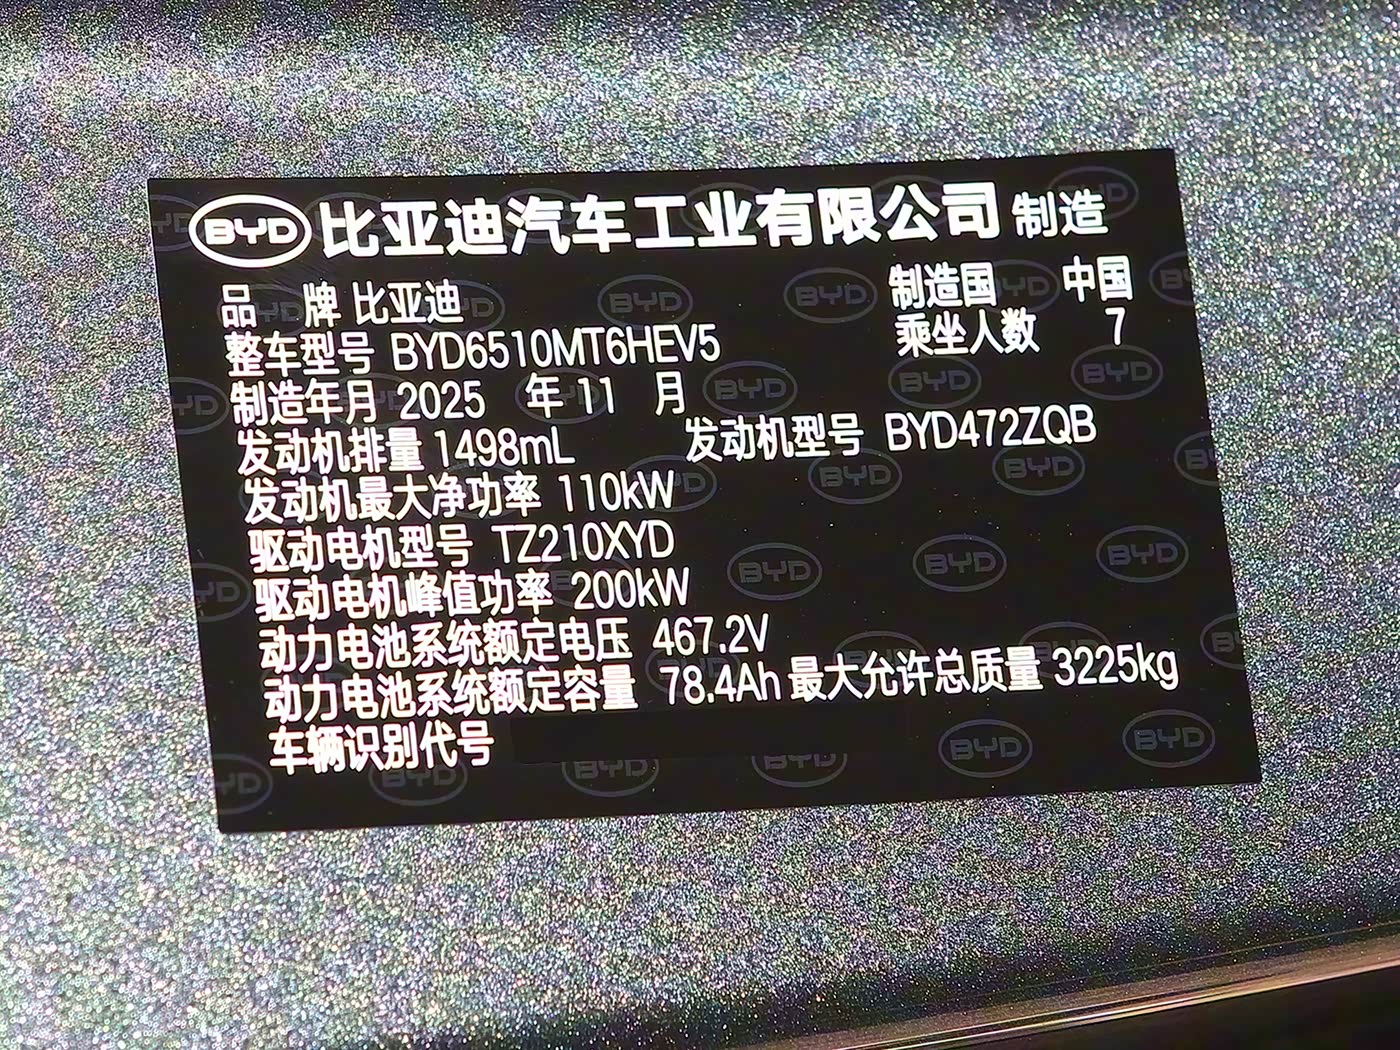 BYD 比亚迪汽车工业有限公司 制造
品 牌 比亚迪 制造国 中国
整车型号 BYD6510MT6HEV5 乘坐人数 7
制造年月 2025 年 11 月
发动机排量 1498mL 发动机型号 BYD472ZQB
发动机最大净功率 110kW
驱动电机型号 TZ210XYD
驱动电机峰值功率 200kW
动力电池系统额定电压 467.2V
动力电池系统额定容量 78.4Ah 最大允许总质量 3225kg
车辆识别代号